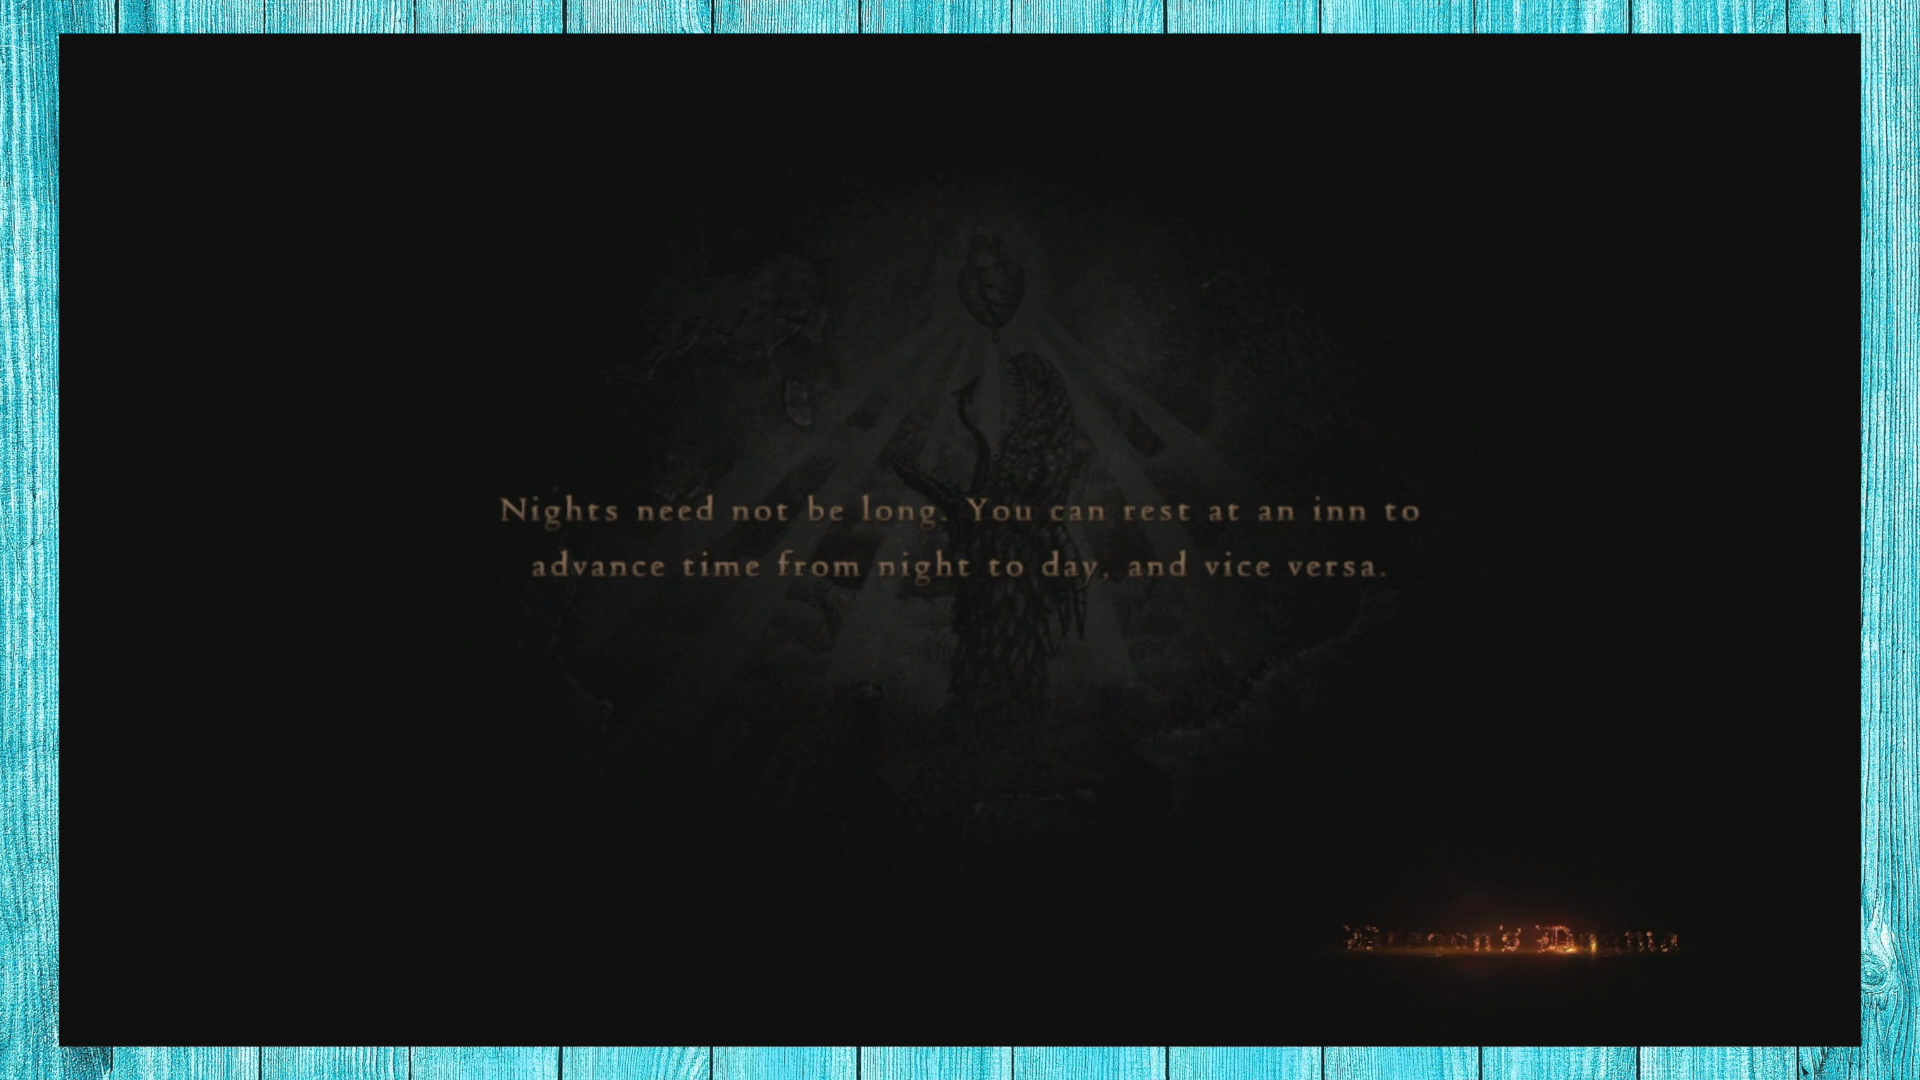 Nights need not be long. You can rest at an inn to
advance time from night to day, and vice versa.